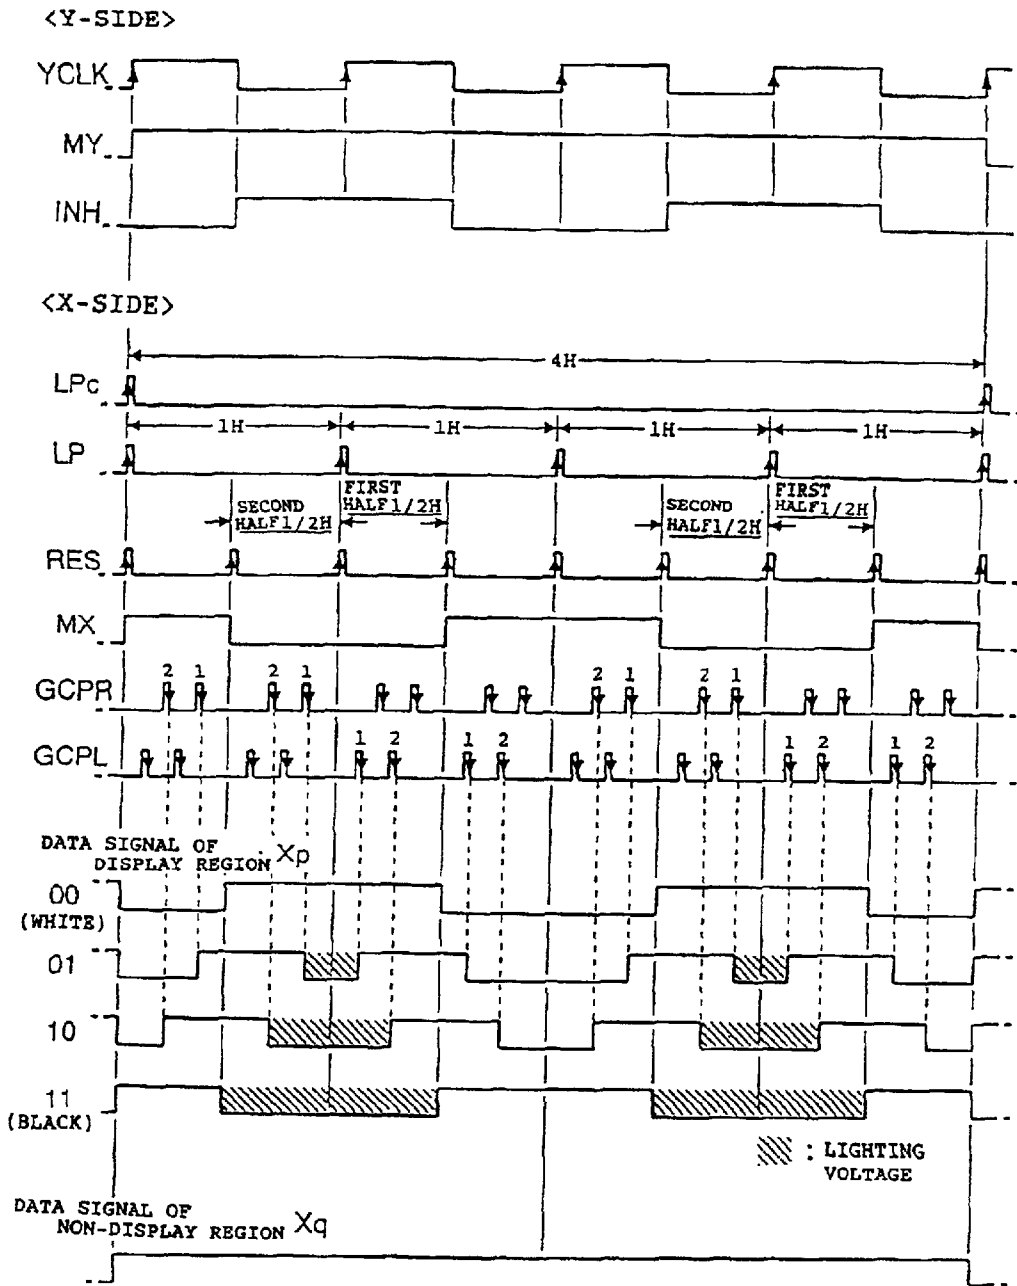 <Y-SIDE>
YCLK
MY
INH
<X-SIDE>
4H
LPc
1H 1H 1H 1H
LP
SECOND HALF1/2H
FIRST HALF1/2H
SECOND HALF1/2H
FIRST HALF1/2H
RES
MX
2 1 2 1 2 1 2 1
GCPR
1 2 1 2 1 2 1 2
GCPL
DATA SIGNAL OF
DISPLAY REGION Xp
00
(WHITE)
01
10
11
(BLACK)
: LIGHTING
VOLTAGE
DATA SIGNAL OF
NON-DISPLAY REGION Xq